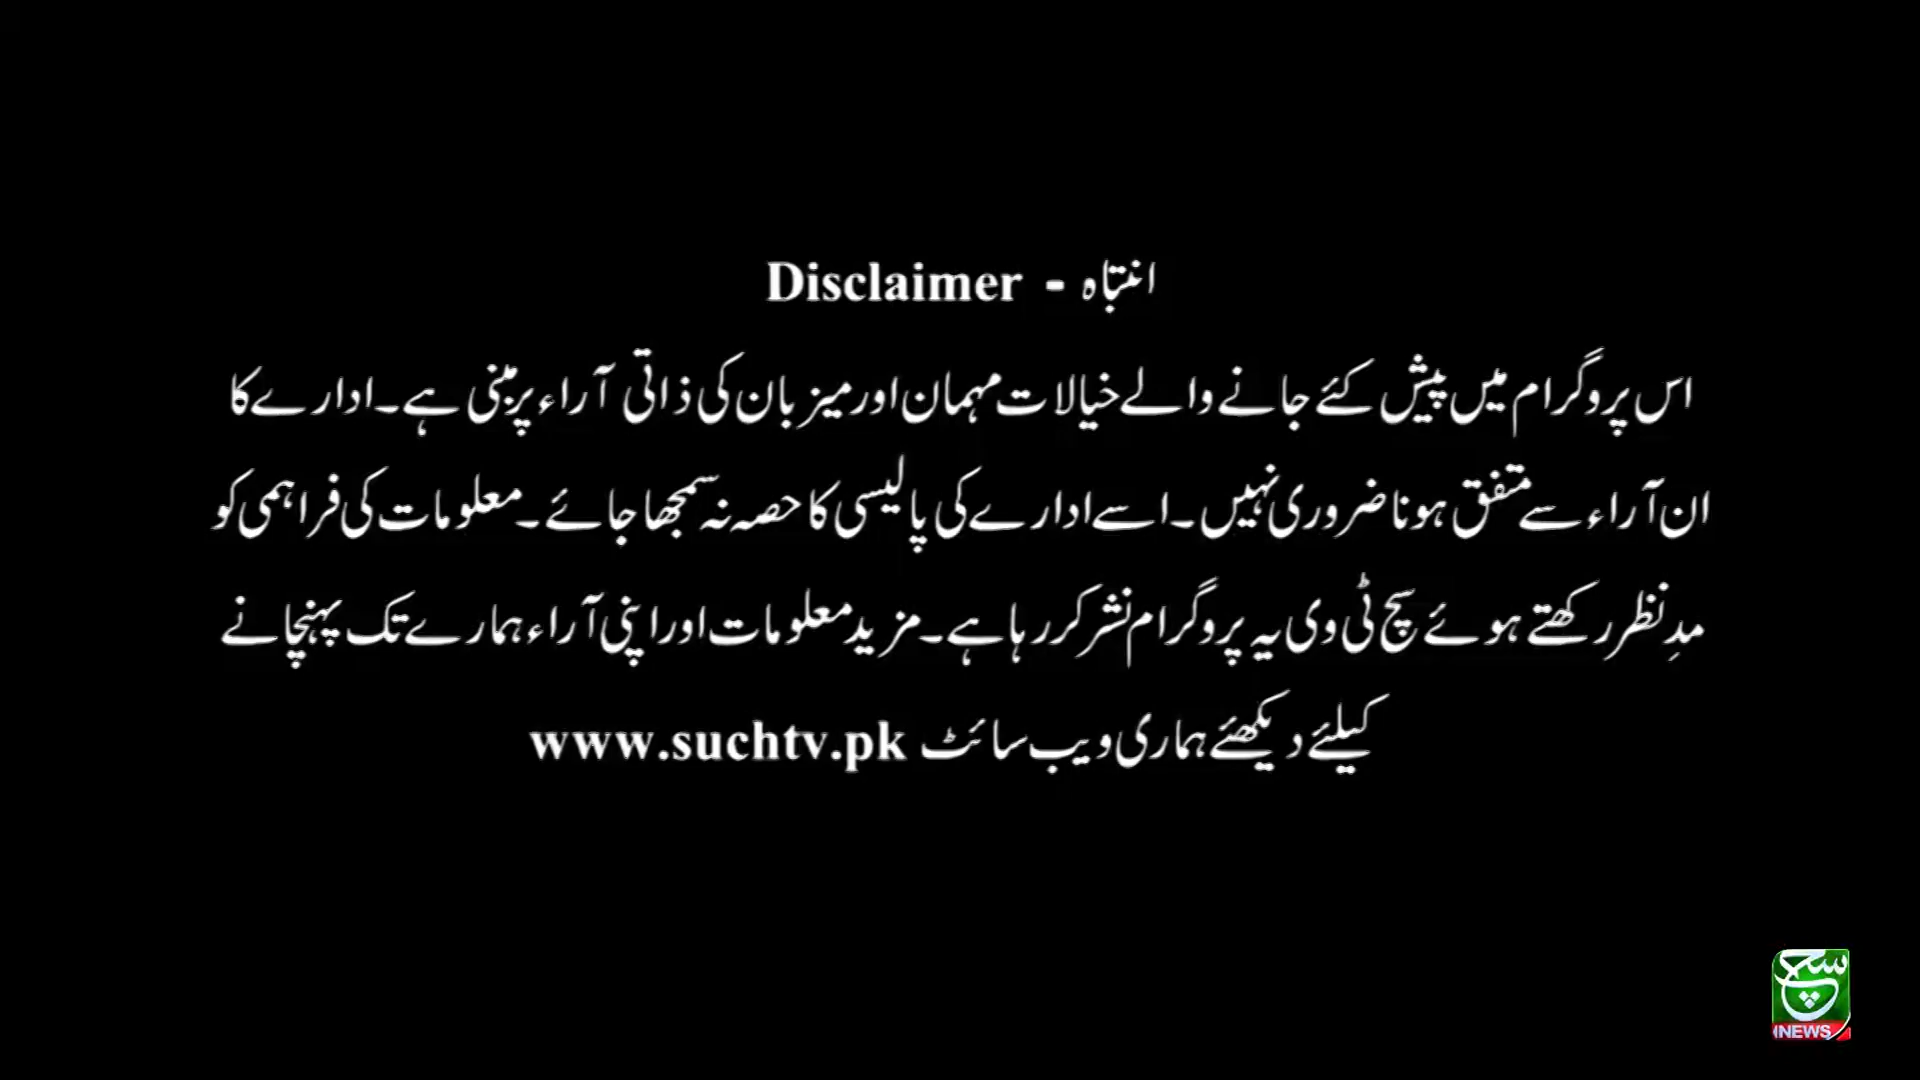 انتباہ - Disclaimer
اس پروگرام میں پیش کئے جانے والے خیالات مہمان اور میزبان کی ذاتی آراء پر مبنی ہے۔ ادارے کا
ان آراء سے متفق ہونا ضروری نہیں۔ اسے ادارے کی پالیسی کا حصہ نہ سمجھا جائے۔ معلومات کی فراہمی کو
مدِنظر رکھتے ہوئے سچ ٹی وی یہ پروگرام نشر کر رہا ہے۔ مزید معلومات اور اپنی آراء ہمارے تک پہنچانے
کیلئے دیکھئے ہماری ویب سائٹ www.suchtv.pk
سچ
NEWS